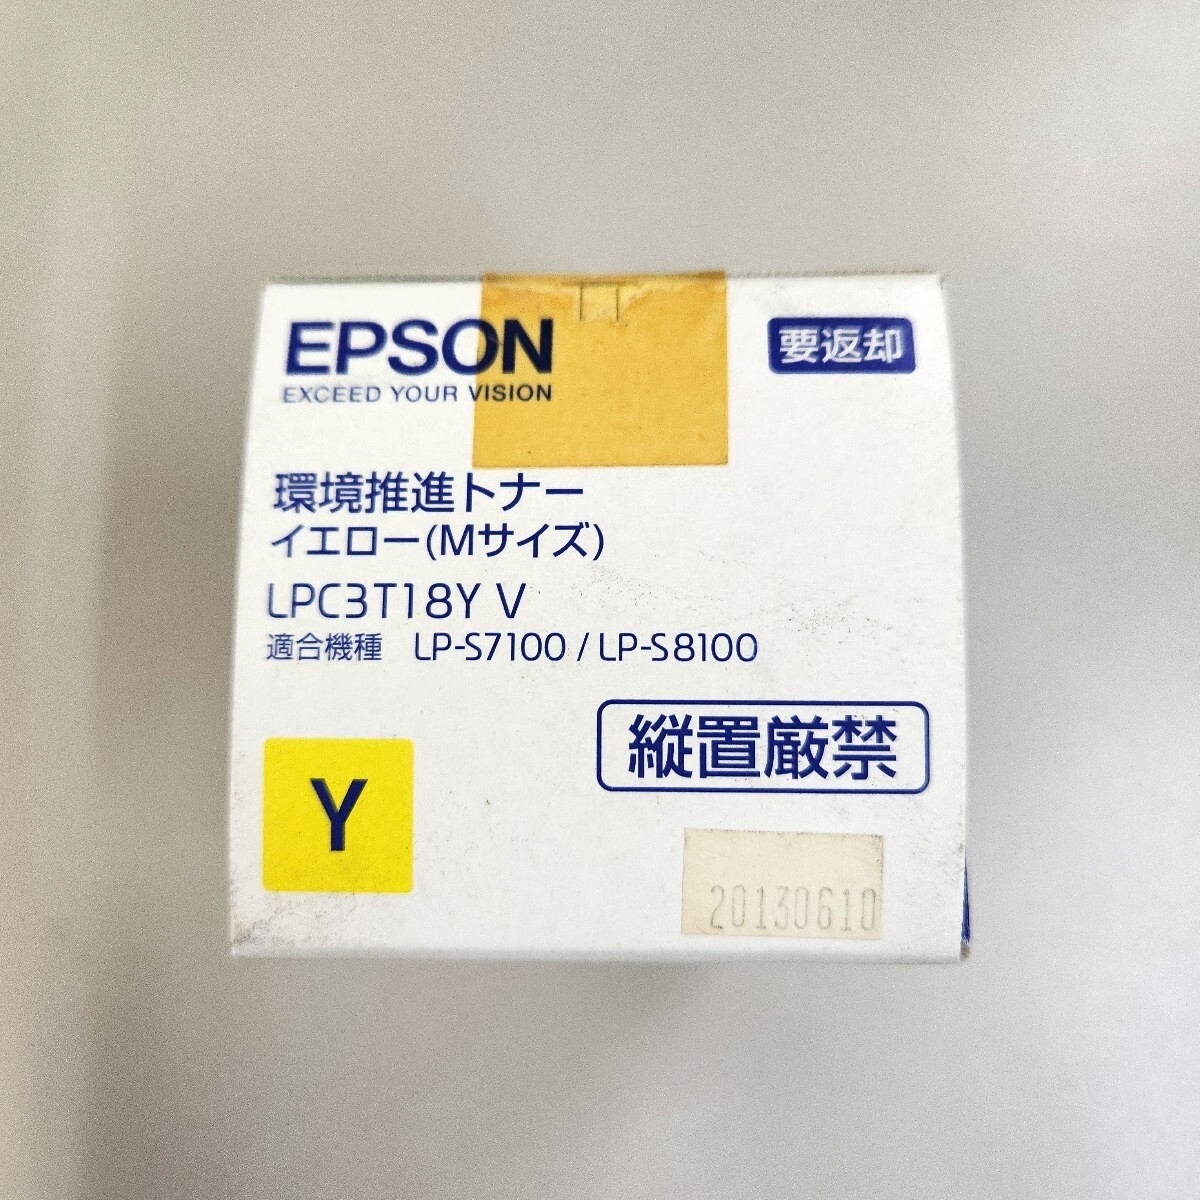 EPSON
EXCEED YOUR VISION
要返却
環境推進トナー
イエロー(Mサイズ)
LPC3T18Y V
適合機種 LP-S7100 / LP-S8100
縦置厳禁
Y
20130610